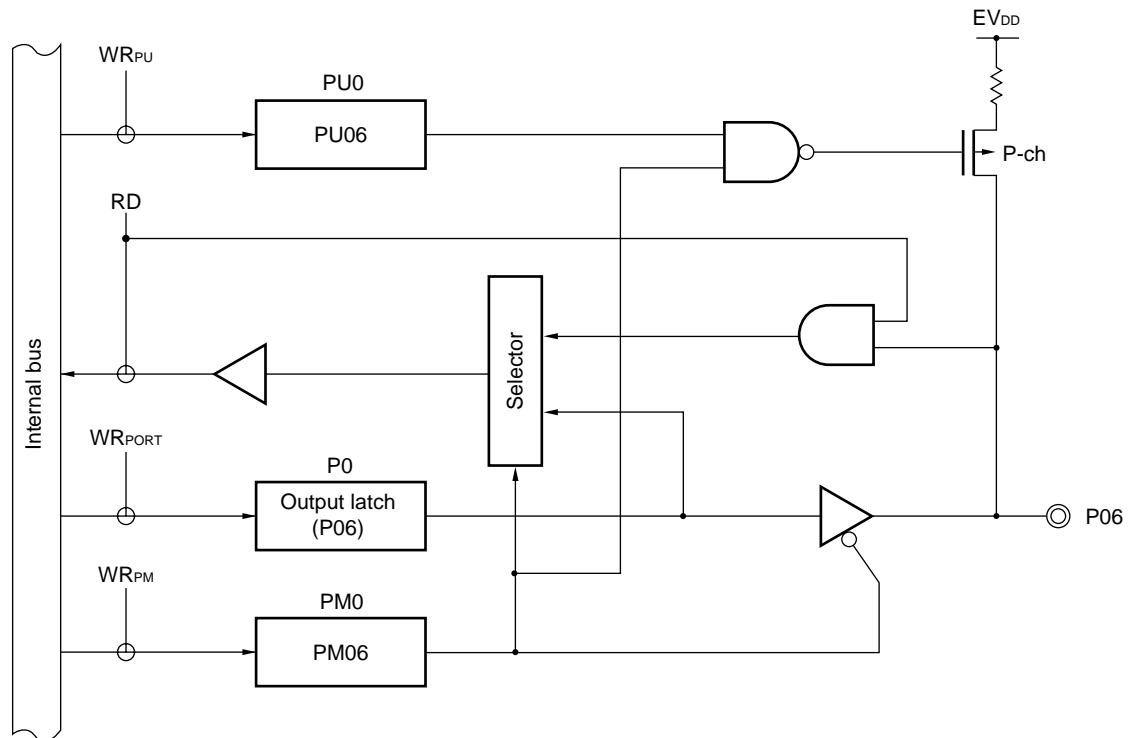 EVDD
WRPU
PU0
PU06
P-ch
RD
Selector
Internal bus
WRPORT
P0
Output latch
(P06)
P06
WRPM
PM0
PM06